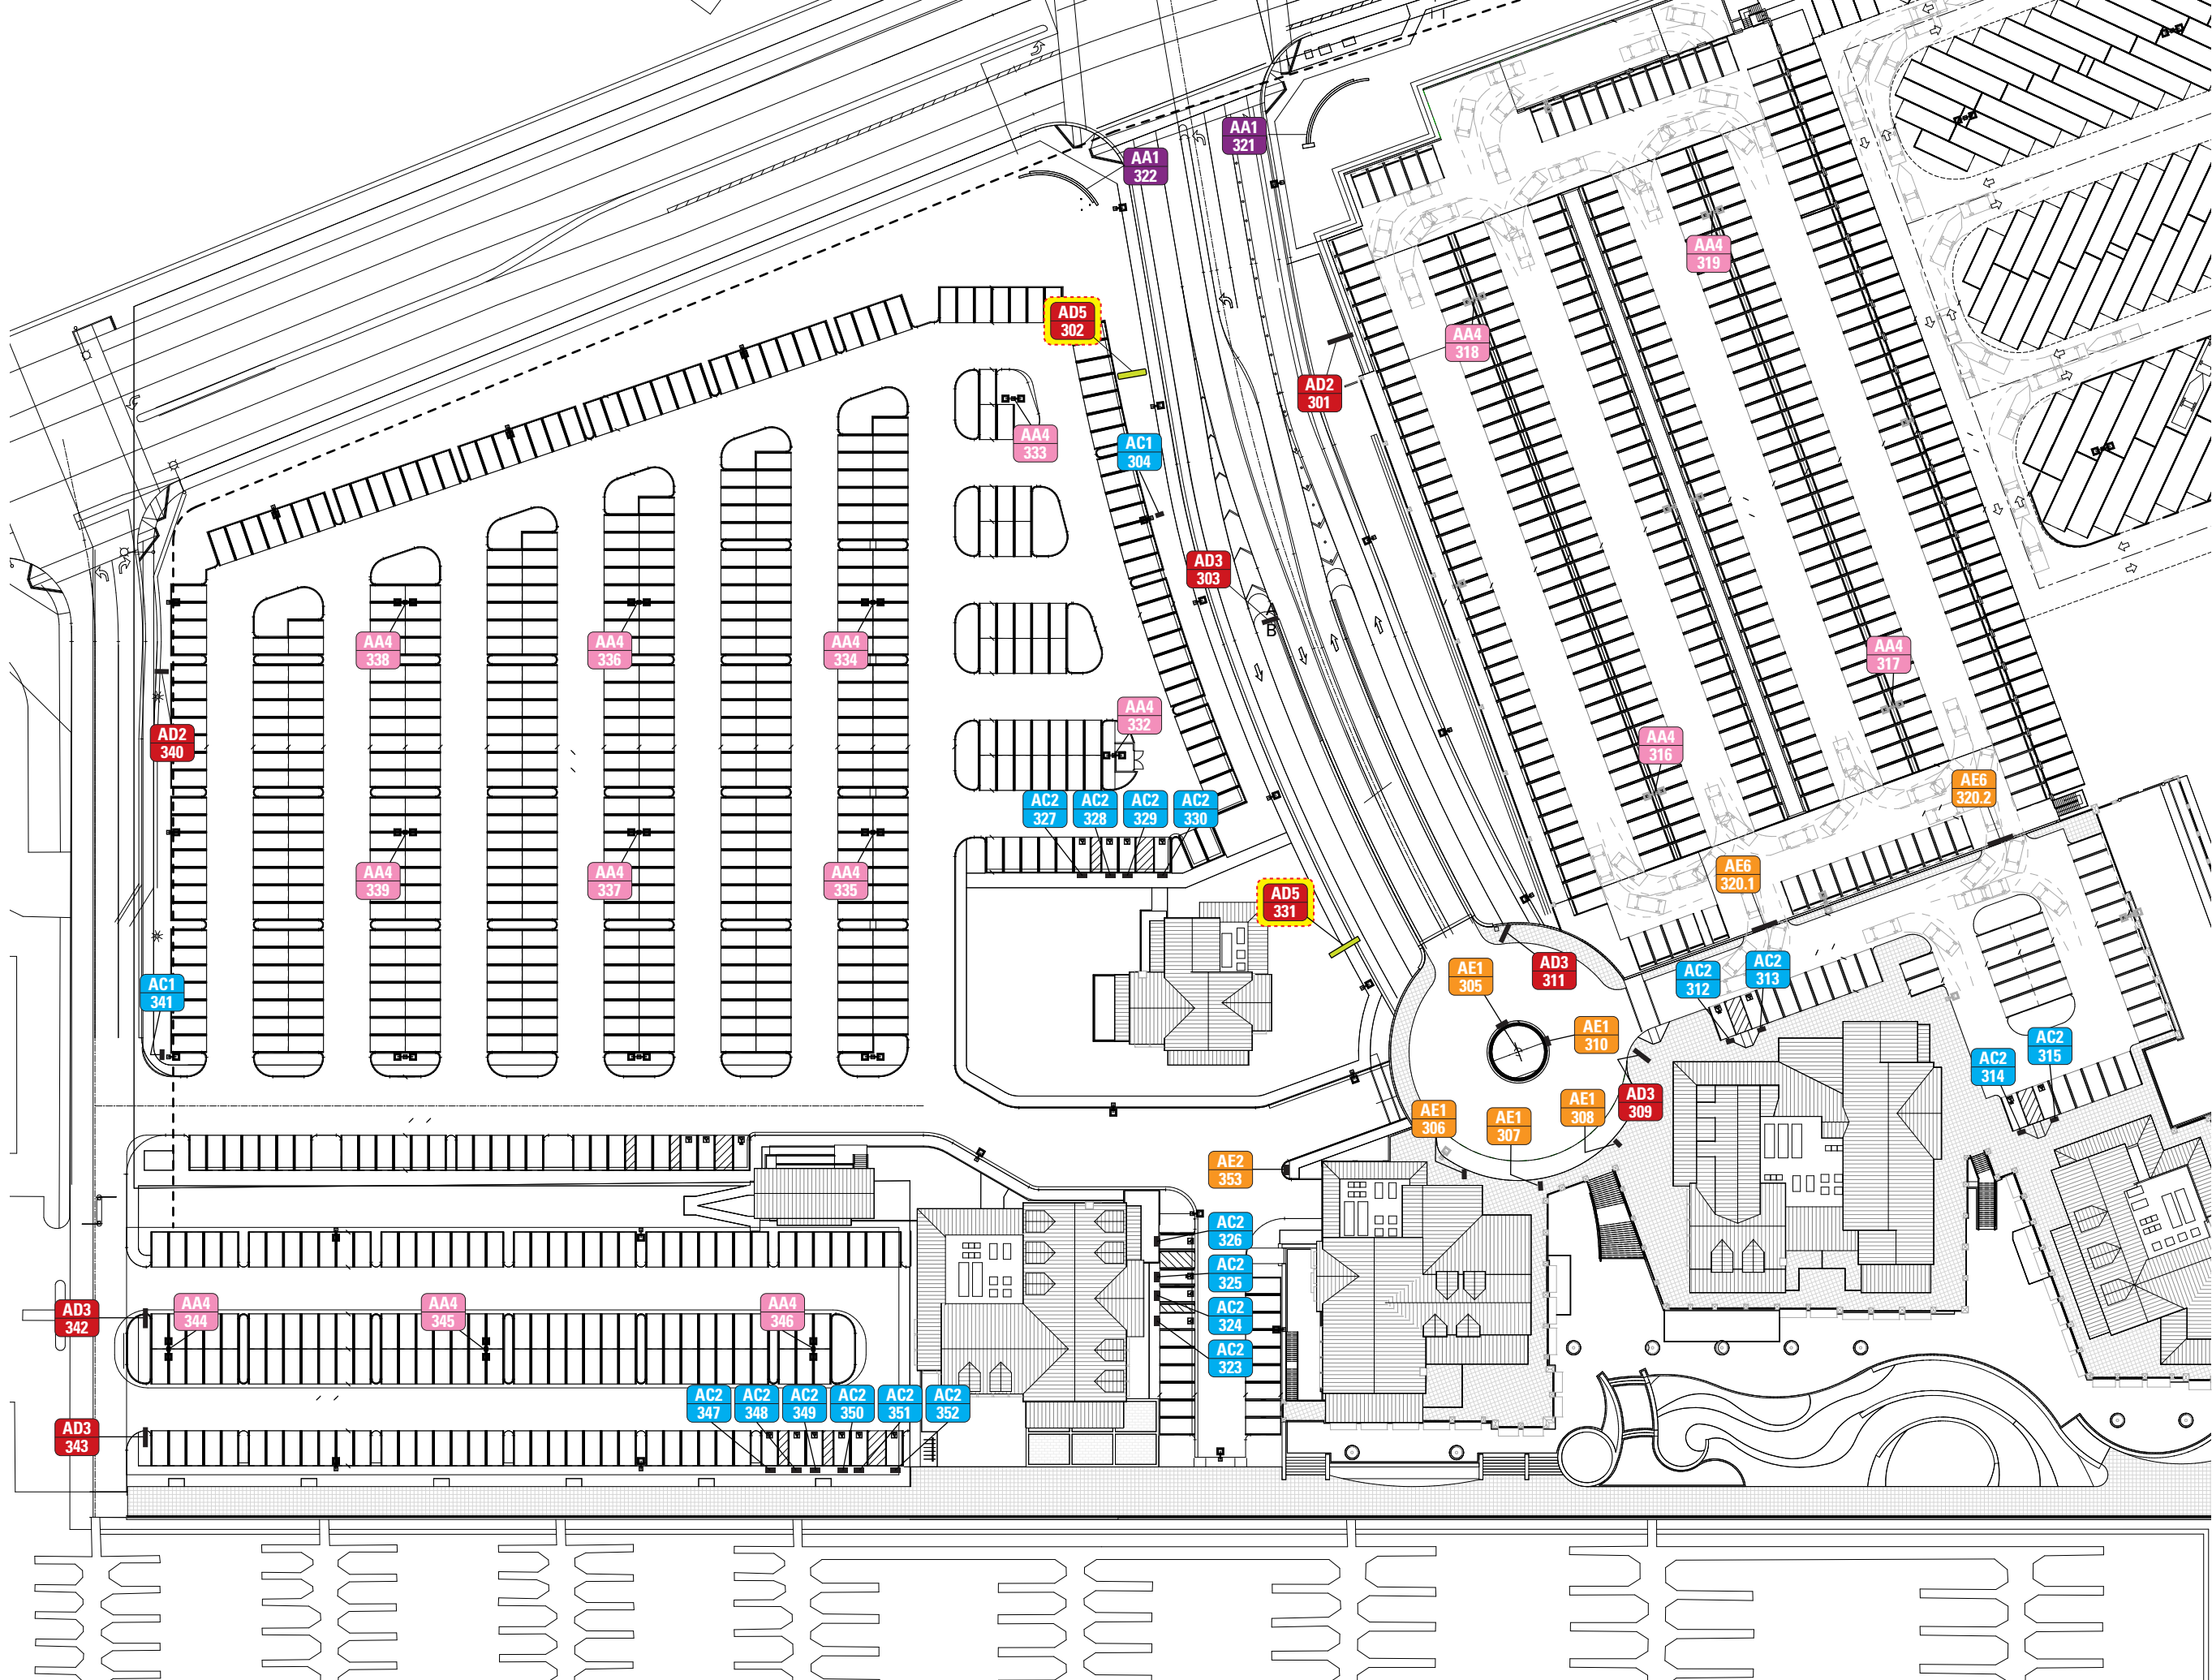 AA1
321
AA1
322
AA4
319
AD5
302
AA4
318
AD2
301
AA4
333
AC1
304
AD3
303
AA4
338
AA4
336
AA4
334
A
B
AA4
317
AA4
332
AD2
340
AA4
316
AE6
320.2
AC2
327
AC2
328
AC2
329
AC2
330
AA4
339
AA4
337
AA4
335
AE6
320.1
AD5
331
AE1
305
AD3
311
AC2
312
AC2
313
AC1
341
AE1
310
AC2
315
AC2
314
AE1
306
AE1
307
AE1
308
AD3
309
AE2
353
AC2
326
AC2
325
AC2
324
AC2
323
AD3
342
AA4
344
AA4
345
AA4
346
AC2
347
AC2
348
AC2
349
AC2
350
AC2
351
AC2
352
AD3
343